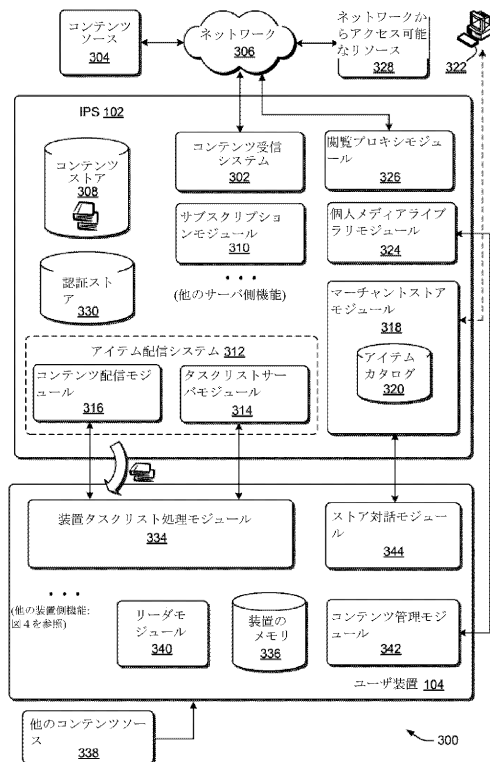 コンテンツ
ソース
304
ネットワーク
306
ネットワークか
らアクセス可能
なリソース
328
322
IPS 102
コンテンツ
ストア
308
コンテンツ受信
システム
302
閲覧プロキシモジュ
ール
326
サブスクリプション
モジュール
310
個人メディアライブ
ラリモジュール
324
• • •
(他のサーバ側機能)
認証スト
ア
330
マーチャントストア
モジュール
318
アイテム
カタログ
320
アイテム配信システム 312
コンテンツ配信モジ
ュール
316
タスクリストサー
バモジュール
314
装置タスクリスト処理モジュール
334
ストア対話モジュー
ル
344
• • •
(他の装置側機能:
図4を参照)
リーダモ
ジュール
340
装置の
メモリ
336
コンテンツ管理モジ
ュール
342
ユーザ装置 104
他のコンテンツソー
ス
338
300